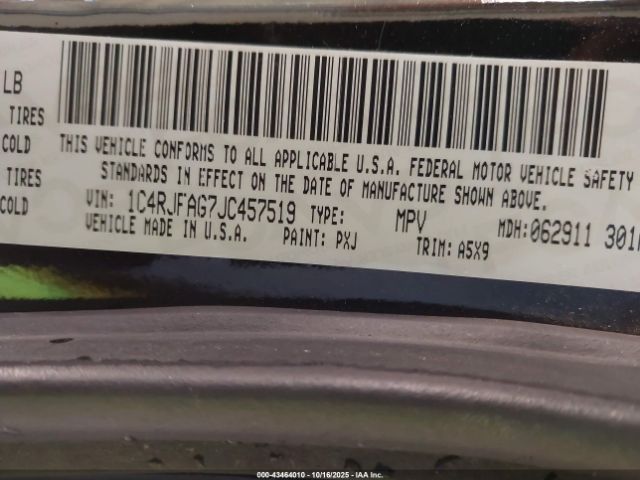 LB
TIRES
COLD
TIRES
COLD
THIS VEHICLE CONFORMS TO ALL APPLICABLE U.S.A. FEDERAL MOTOR VEHICLE SAFETY
STANDARDS IN EFFECT ON THE DATE OF MANUFACTURE SHOWN ABOVE.
VIN: 1C4RJFAG7JC457519 TYPE: MPV MDH:062911 301
VEHICLE MADE IN U.S.A. PAINT: PXJ TRIM: A5X9
000-43464010 - 10/16/2025 - IAA Inc.